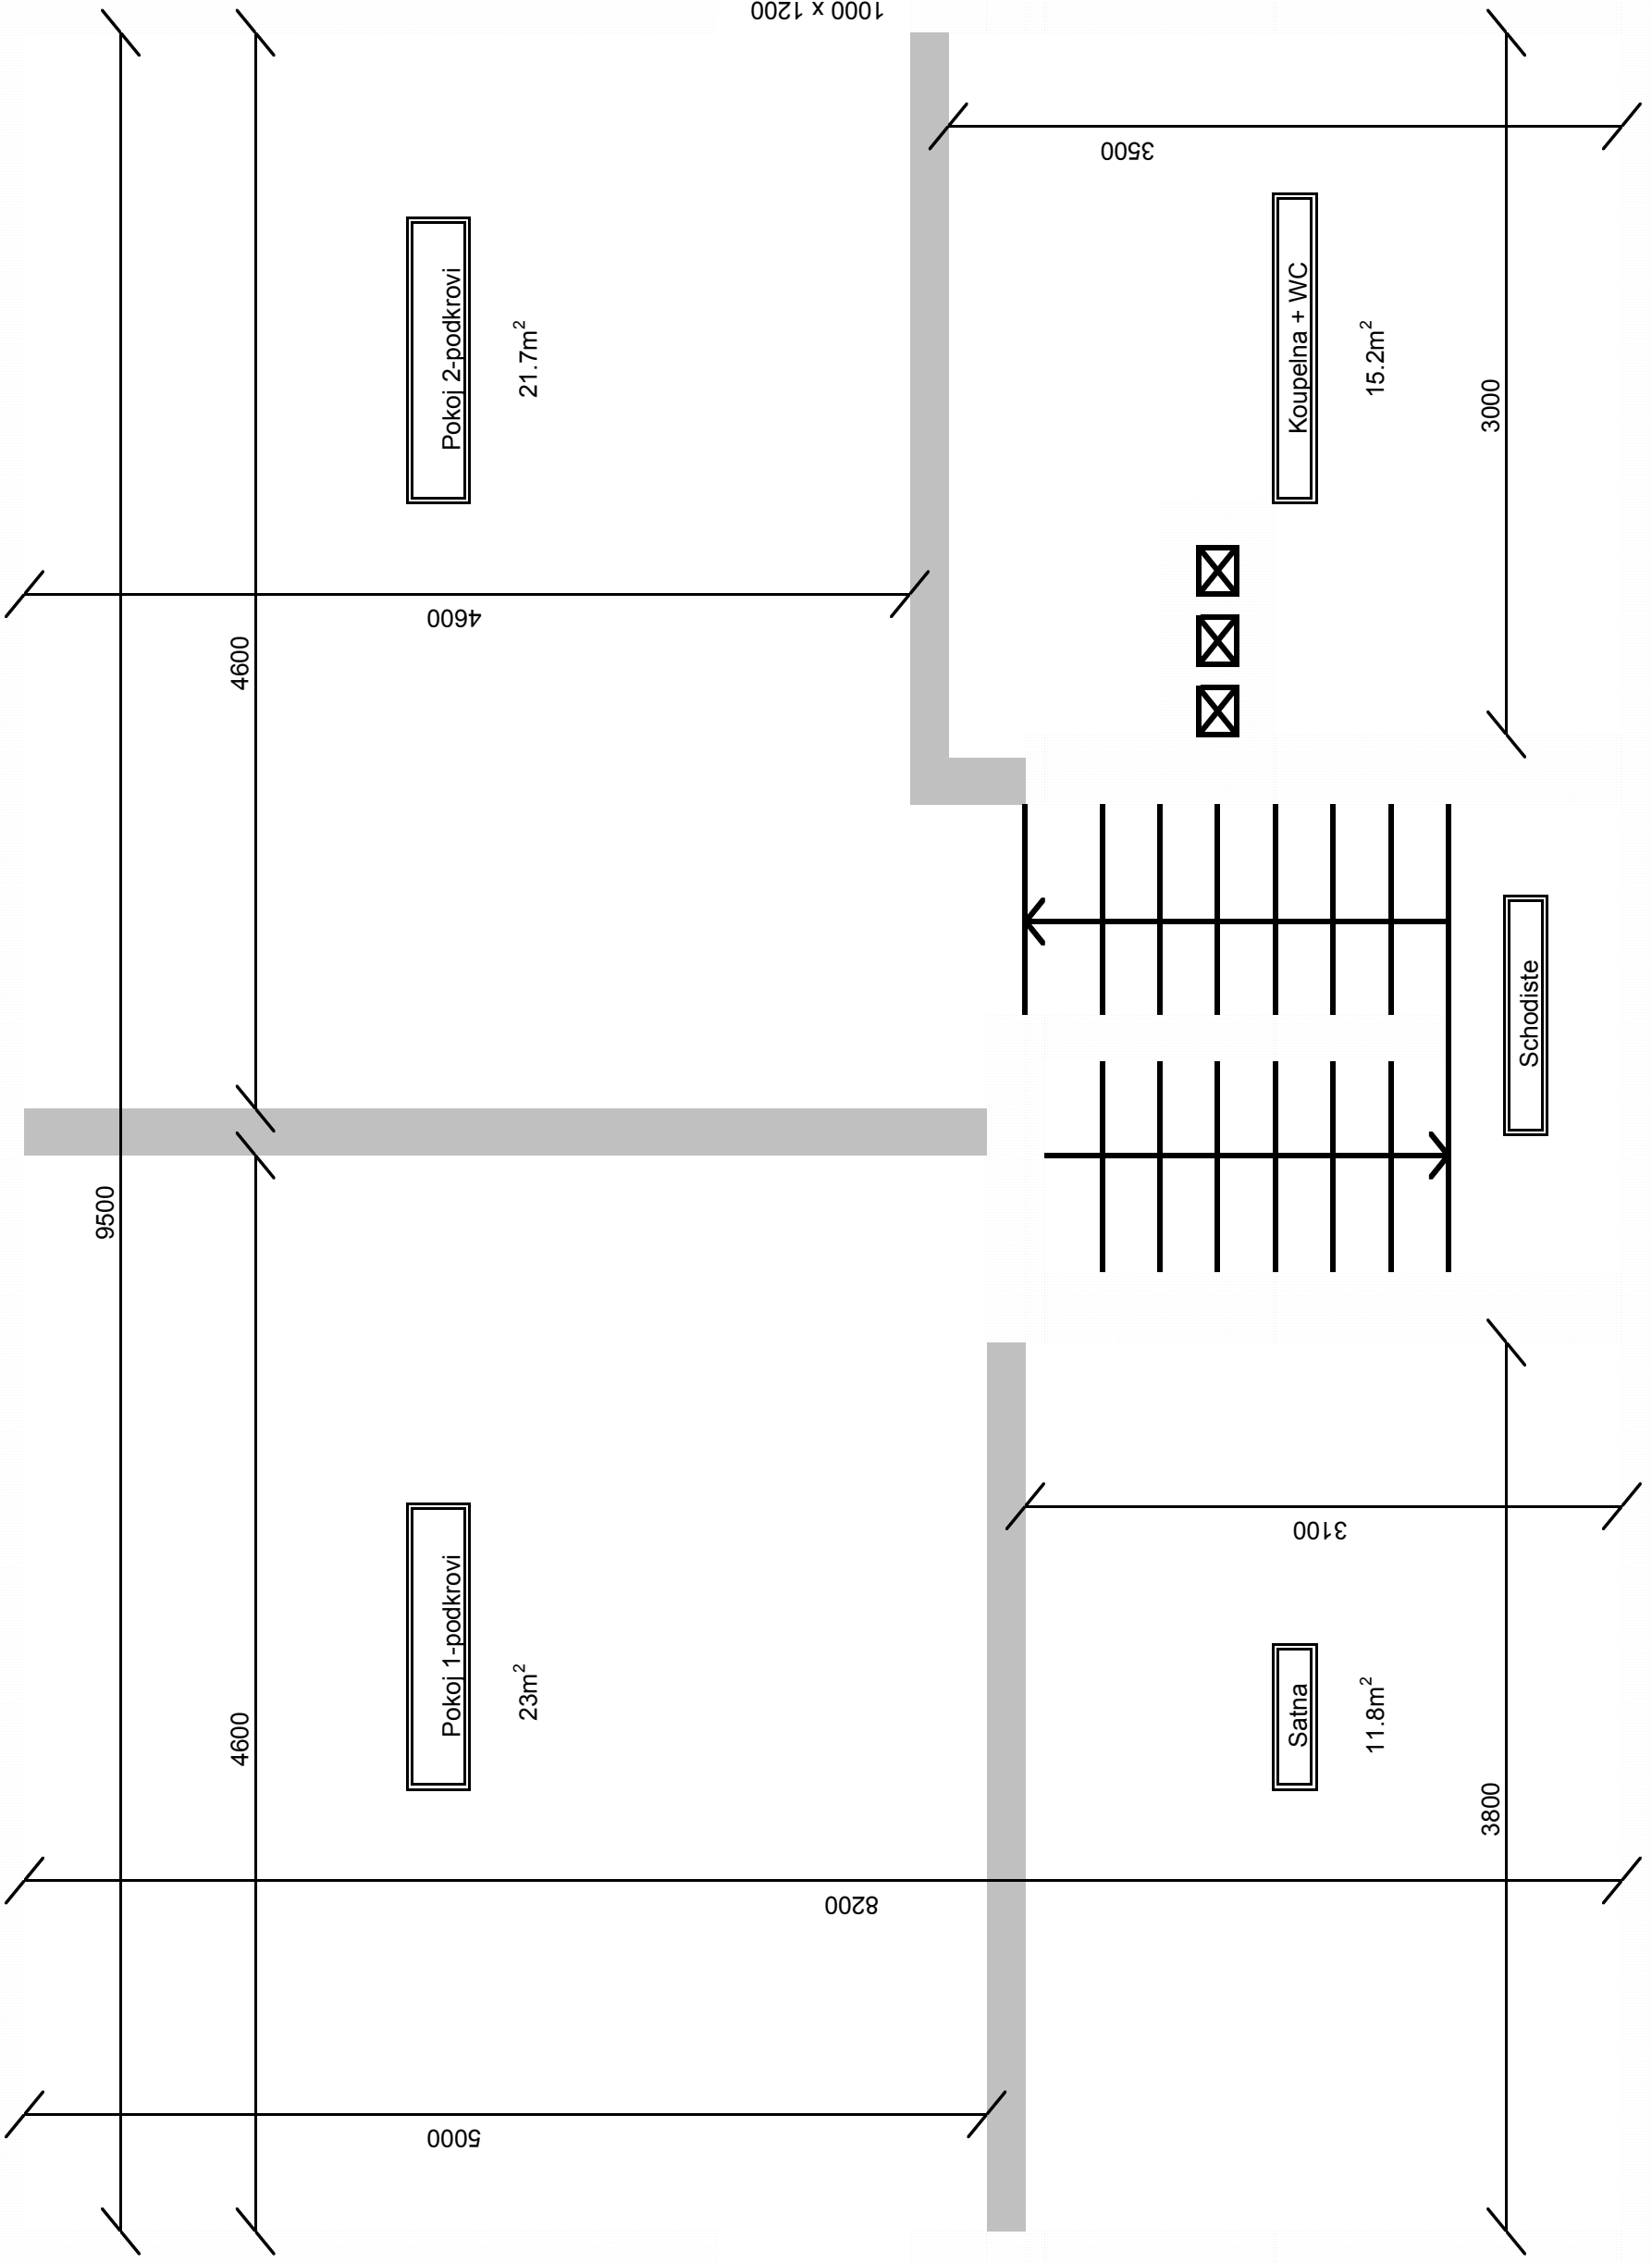 1000 x 1200
3500
Pokoj 2-podkrovi
21.7m²
Koupelna + WC
15.2m²
3000
4600
4600
Schodiste
9500
3100
Pokoj 1-podkrovi
23m²
Satna
11.8m²
4600
3800
8200
5000